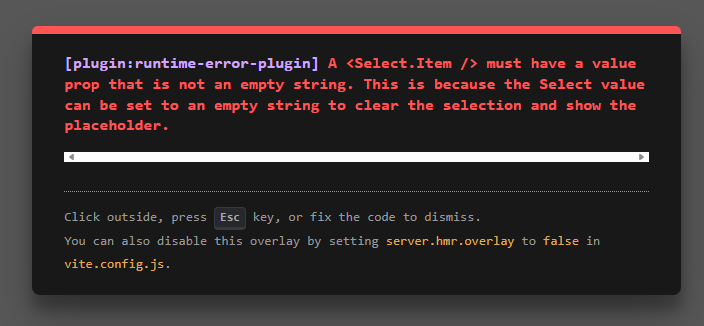 [plugin:runtime-error-plugin] A <Select.Item /> must have a value
prop that is not an empty string. This is because the Select value
can be set to an empty string to clear the selection and show the
placeholder.
Click outside, press Esc key, or fix the code to dismiss.
You can also disable this overlay by setting server.hmr.overlay to false in
vite.config.js.